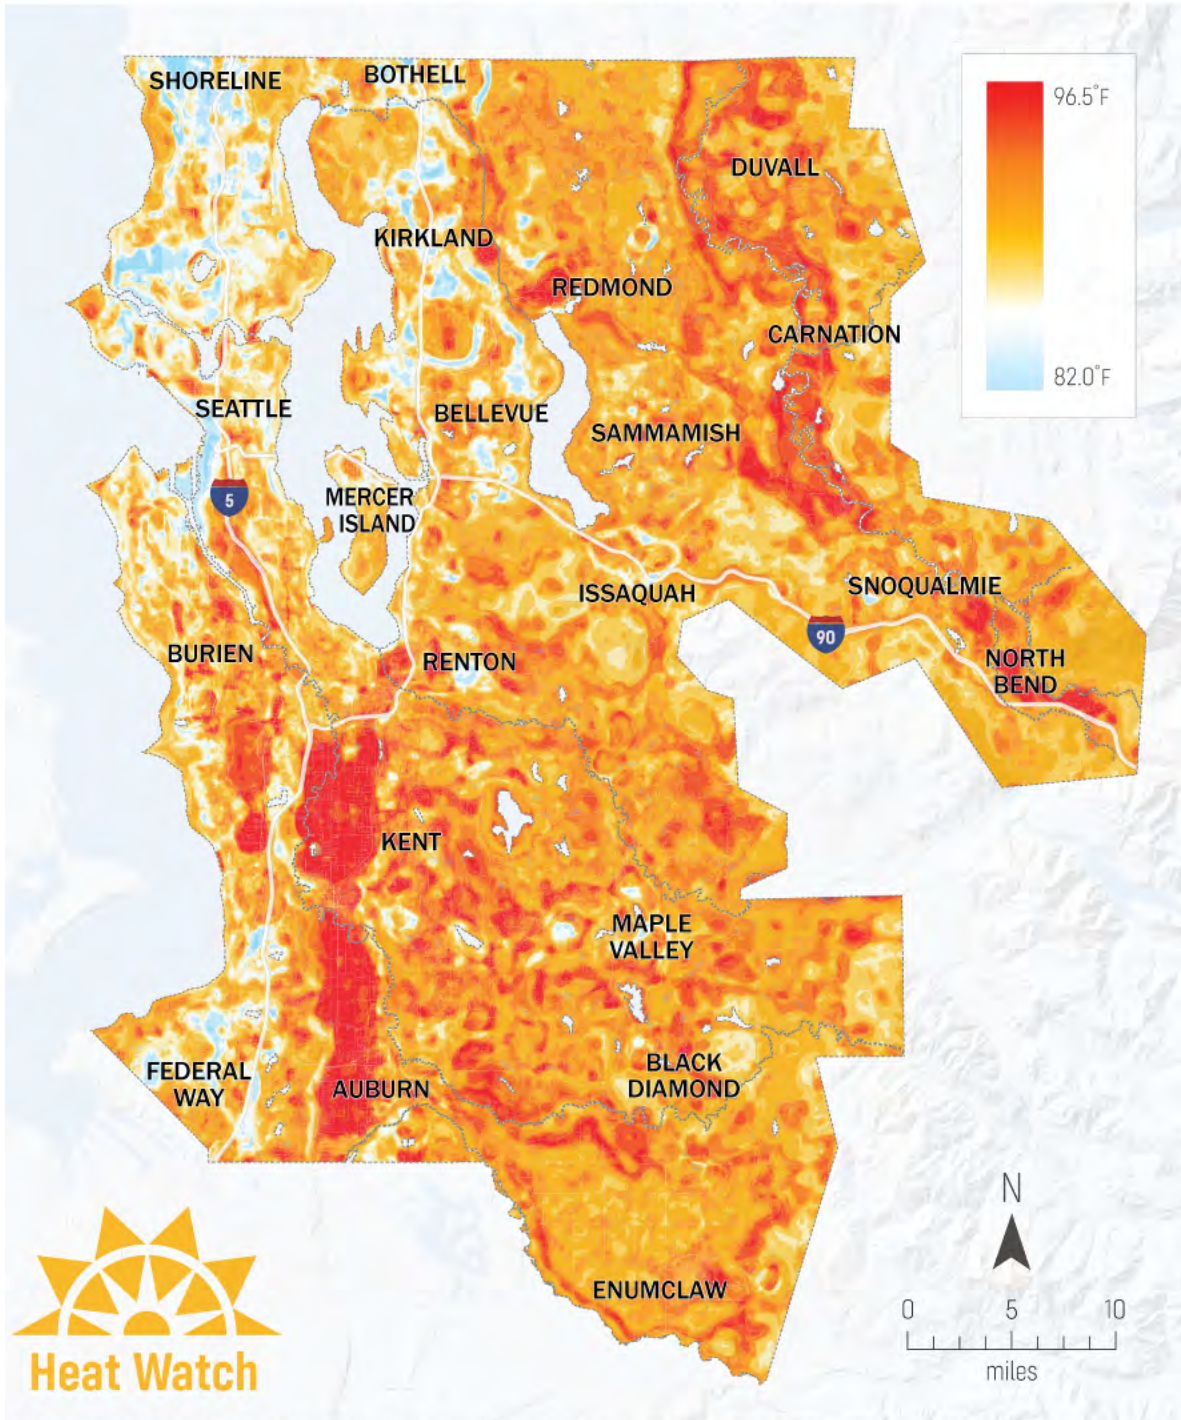 SHORELINE
BOTHELL
96.5°F
DUVALL
KIRKLAND
REDMOND
CARNATION
82.0°F
SEATTLE
BELLEVUE
SAMMAMISH
5
MERCER
ISLAND
ISSAQUAH
SNOQUALMIE
90
BURIEN
RENTON
NORTH
BEND
KENT
MAPLE
VALLEY
FEDERAL
WAY
AUBURN
BLACK
DIAMOND
N
ENUMCLAW
0 5 10
miles
Heat Watch